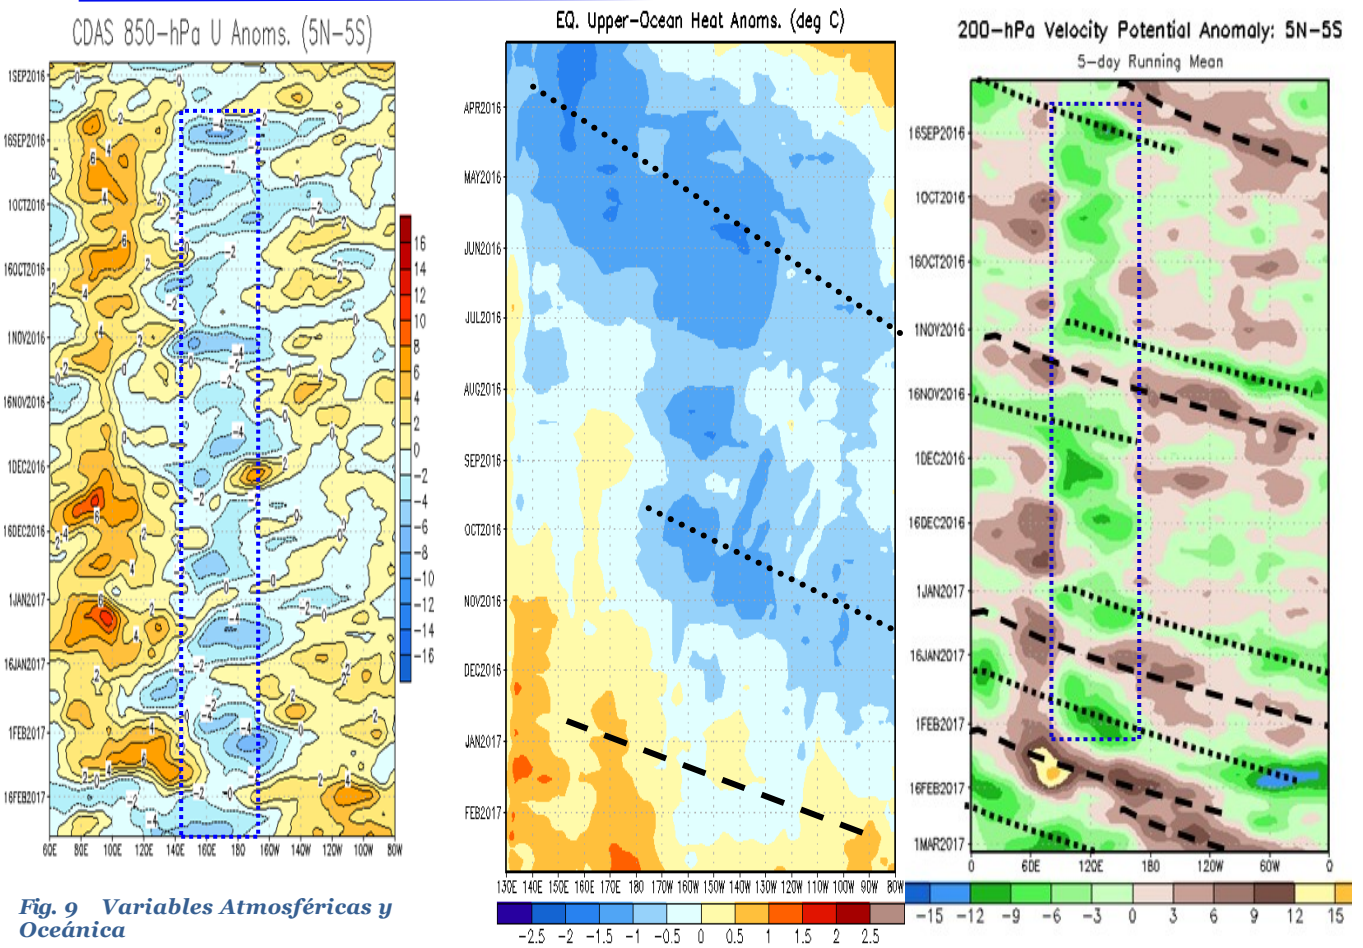 CDAS 850-hPa U Anoms. (5N-5S)
1SEP2016
16SEP2016
1OCT2016
16OCT2016
1NOV2016
16NOV2016
1DEC2016
16DEC2016
1JAN2017
16JAN2017
1FEB2017
16FEB2017
60E 80E 100E 120E 140E 160E 180 160W 140W 120W 100W 80W
16
14
12
10
8
6
4
2
0
-2
-4
-6
-8
-10
-12
-14
-16
EQ. Upper-Ocean Heat Anoms. (deg C)
APR2016
MAY2016
JUN2016
JUL2016
AUG2016
SEP2016
OCT2016
NOV2016
DEC2016
JAN2017
FEB2017
130E 140E 150E 160E 170E 180 170W 160W 150W 140W 130W 120W 110W 100W 90W 80W
-2.5 -2 -1.5 -1 -0.5 0 0.5 1 1.5 2 2.5
200-hPa Velocity Potential Anomaly: 5N-5S
5-day Running Mean
16SEP2016
1OCT2016
16OCT2016
1NOV2016
16NOV2016
1DEC2016
16DEC2016
1JAN2017
16JAN2017
1FEB2017
16FEB2017
1MAR2017
0 60E 120E 180 120W 60W 0
-15 -12 -9 -6 -3 0 3 6 9 12 15
Fig. 9 Variables Atmosféricas y
Oceánica